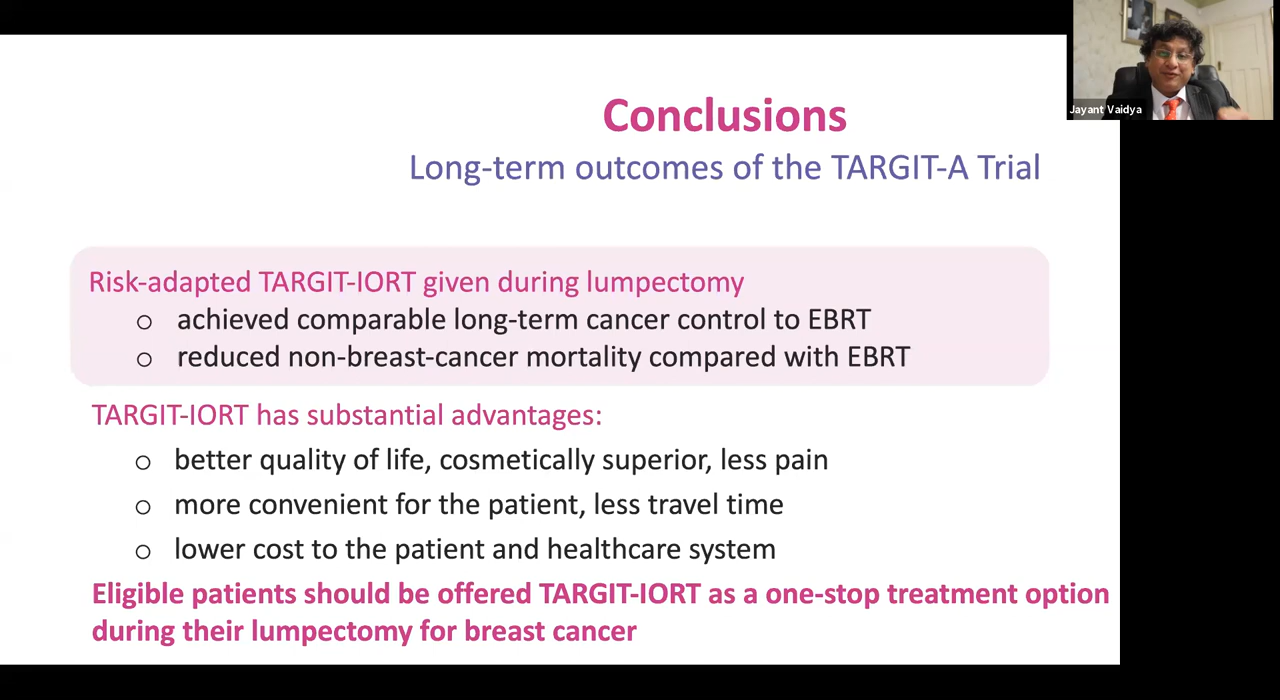 Conclusions
Long-term outcomes of the TARGIT-A Trial
Jayant Vaidya
Risk-adapted TARGIT-IORT given during lumpectomy
o achieved comparable long-term cancer control to EBRT
o reduced non-breast-cancer mortality compared with EBRT
TARGIT-IORT has substantial advantages:
o better quality of life, cosmetically superior, less pain
o more convenient for the patient, less travel time
o lower cost to the patient and healthcare system
Eligible patients should be offered TARGIT-IORT as a one-stop treatment option
during their lumpectomy for breast cancer